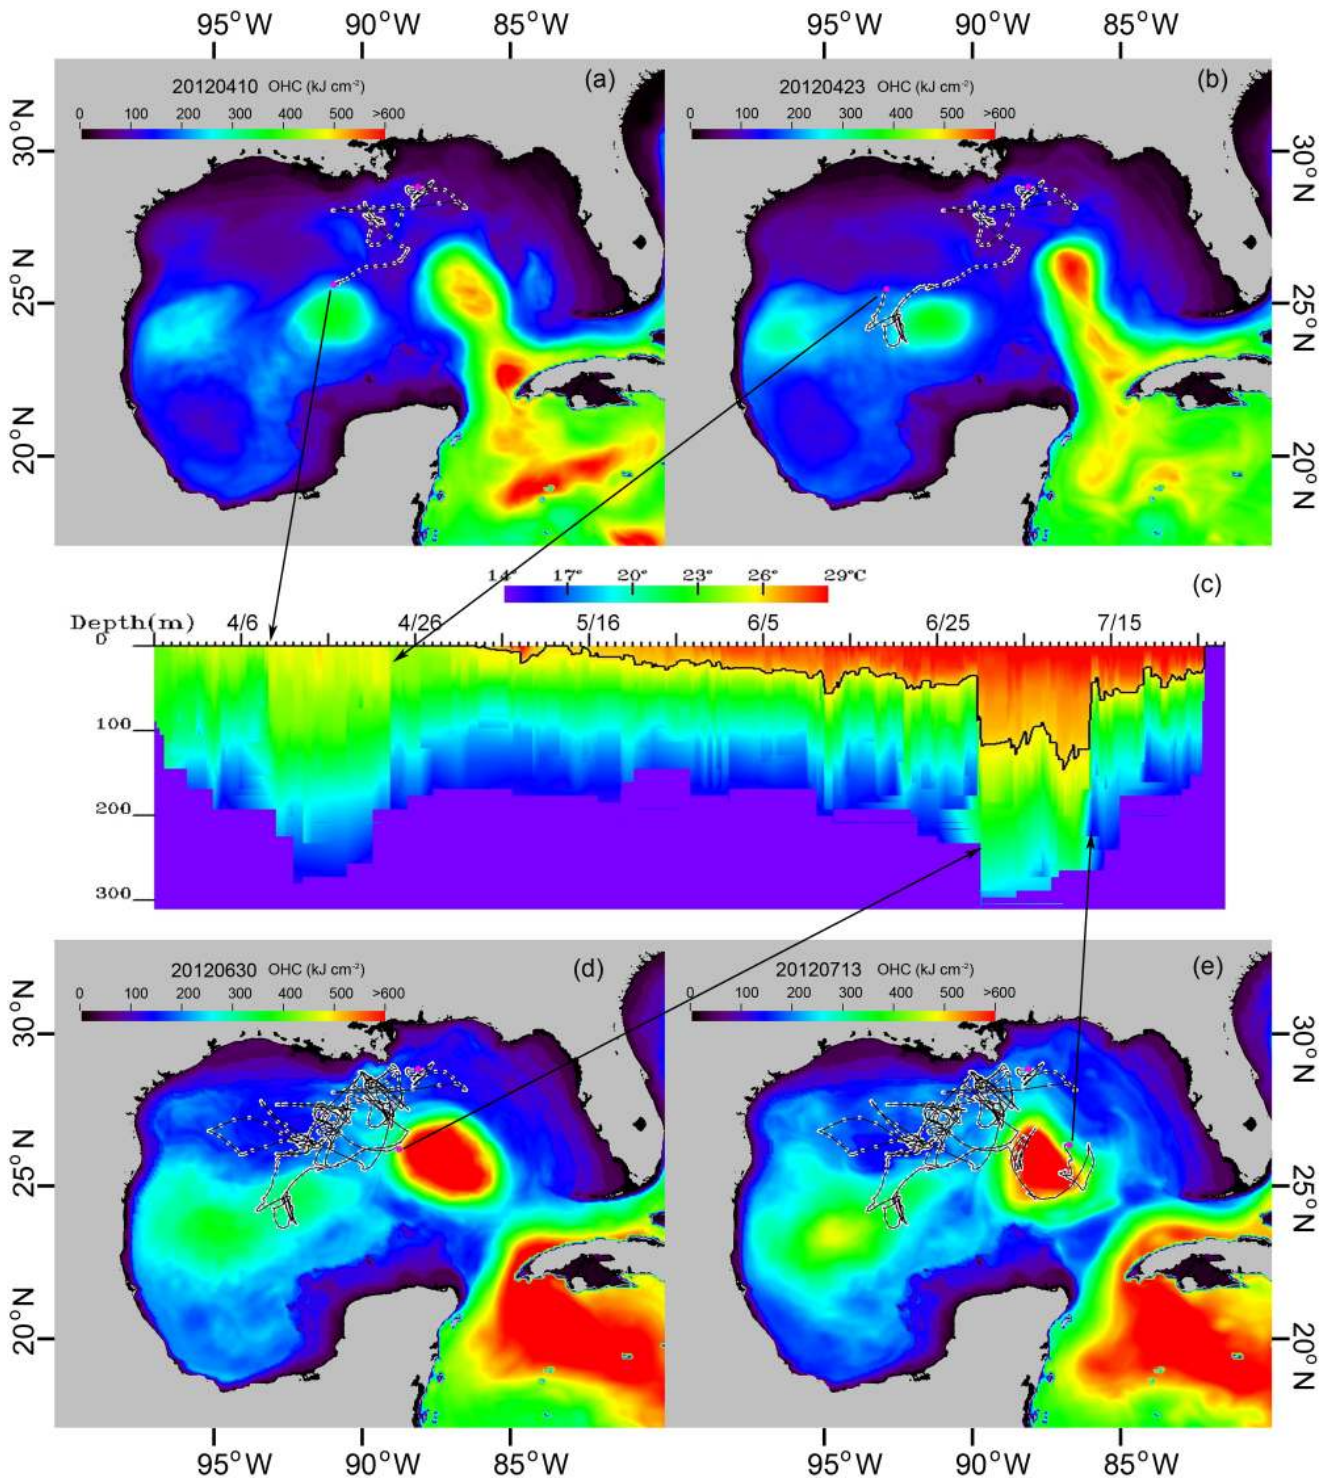 95°W 90°W 85°W 95°W 90°W 85°W
20120410 OHC (kJ cm⁻²) (a)
0 100 200 300 400 500 >600
20120423 OHC (kJ cm⁻²) (b)
0 100 200 300 400 500 >600
30°N
25°N
20°N
30°N
25°N
20°N
(c)
14° 17° 20° 23° 26° 29°C
Depth(m) 4/6 4/26 5/16 6/5 6/25 7/15
0
100
200
300
20120630 OHC (kJ cm⁻²) (d)
0 100 200 300 400 500 >600
20120713 OHC (kJ cm⁻²) (e)
0 100 200 300 400 500 >600
30°N
25°N
20°N
30°N
25°N
20°N
95°W 90°W 85°W 95°W 90°W 85°W